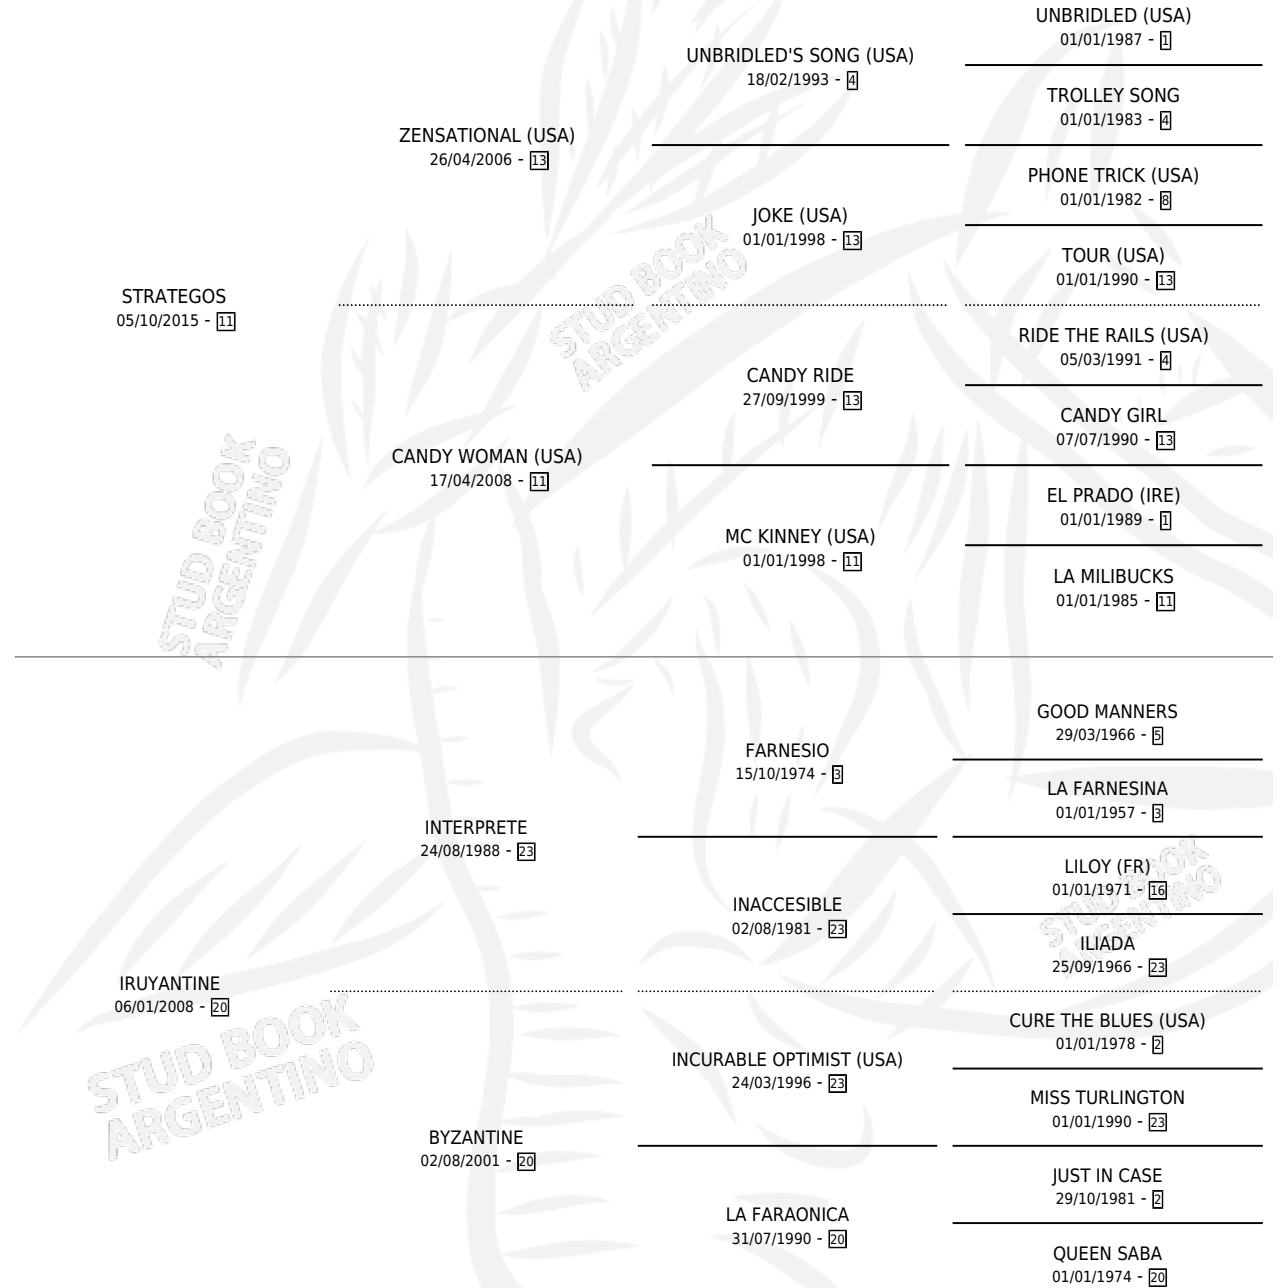 UNBRIDLED (USA)
01/01/1987 - 1
UNBRIDLED'S SONG (USA)
18/02/1993 - 4
TROLLEY SONG
01/01/1983 - 4
ZENSATIONAL (USA)
26/04/2006 - 13
PHONE TRICK (USA)
01/01/1982 - 8
JOKE (USA)
01/01/1998 - 13
TOUR (USA)
01/01/1990 - 13
STUD BOOK
ARGENTINO
STRATEGOS
05/10/2015 - 11
RIDE THE RAILS (USA)
05/03/1991 - 4
CANDY RIDE
27/09/1999 - 13
CANDY GIRL
07/07/1990 - 13
CANDY WOMAN (USA)
17/04/2008 - 11
EL PRADO (IRE)
01/01/1989 - 1
MC KINNEY (USA)
01/01/1998 - 11
LA MILIBUCKS
01/01/1985 - 11
STUD BOOK
ARGENTINO
GOOD MANNERS
29/03/1966 - 5
FARNESIO
15/10/1974 - 3
LA FARNESINA
01/01/1957 - 3
INTERPRETE
24/08/1988 - 23
LILOY (FR)
01/01/1971 - 16
INACCESIBLE
02/08/1981 - 23
ILIADA
25/09/1966 - 23
STUD BOOK
ARGENTINO
IRUYANTINE
06/01/2008 - 20
CURE THE BLUES (USA)
01/01/1978 - 2
INCURABLE OPTIMIST (USA)
24/03/1996 - 23
MISS TURLINGTON
01/01/1990 - 23
STUD BOOK
ARGENTINO
BYZANTINE
02/08/2001 - 20
JUST IN CASE
29/10/1981 - 2
LA FARAONICA
31/07/1990 - 20
QUEEN SABA
01/01/1974 - 20